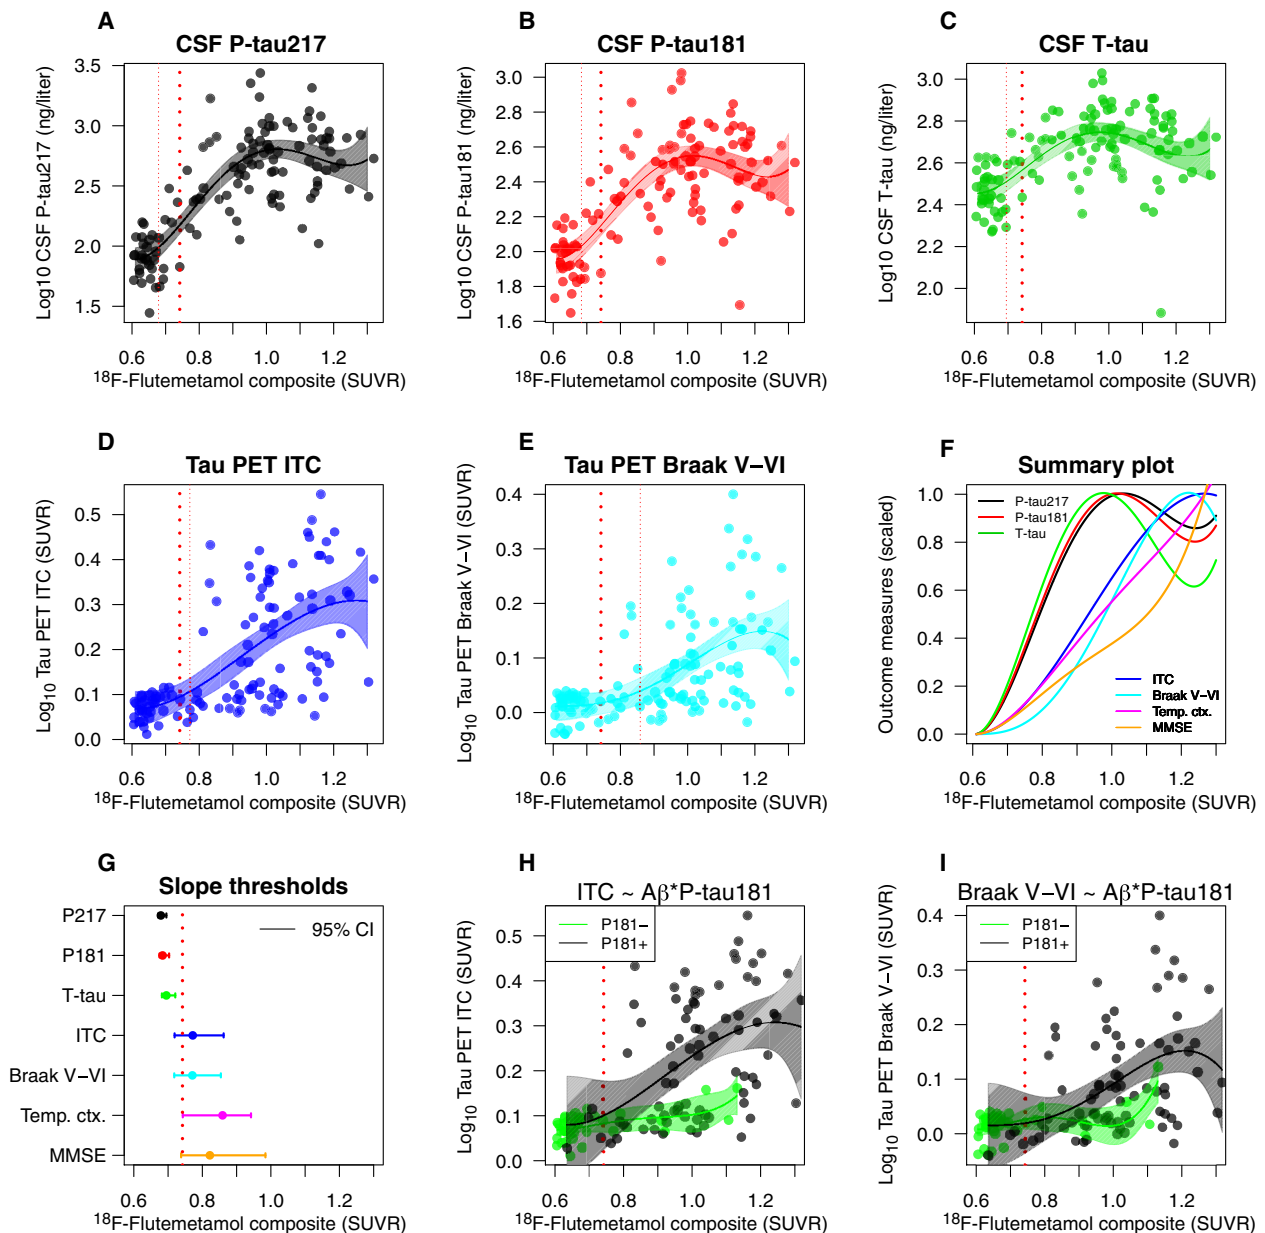 A
CSF P-tau217
Log10 CSF P-tau217 (ng/liter)
3.5
3.0
2.5
2.0
1.5
0.6 0.8 1.0 1.2
18F-Flutemetamol composite (SUVR)
B
CSF P-tau181
Log10 CSF P-tau181 (ng/liter)
3.0
2.8
2.6
2.4
2.2
2.0
1.8
1.6
0.6 0.8 1.0 1.2
18F-Flutemetamol composite (SUVR)
C
CSF T-tau
Log10 CSF T-tau (ng/liter)
3.0
2.8
2.6
2.4
2.2
2.0
0.6 0.8 1.0 1.2
18F-Flutemetamol composite (SUVR)
D
Tau PET ITC
Log10 Tau PET ITC (SUVR)
0.5
0.4
0.3
0.2
0.1
0.0
0.6 0.8 1.0 1.2
18F-Flutemetamol composite (SUVR)
E
Tau PET Braak V−VI
Log10 Tau PET Braak V−VI (SUVR)
0.4
0.3
0.2
0.1
0.0
0.6 0.8 1.0 1.2
18F-Flutemetamol composite (SUVR)
F
Summary plot
Outcome measures (scaled)
1.0
0.8
0.6
0.4
0.2
0.0
P-tau217
P-tau181
T-tau
ITC
Braak V−VI
Temp. ctx.
MMSE
0.6 0.8 1.0 1.2
18F-Flutemetamol composite (SUVR)
G
Slope thresholds
P217
P181
T-tau
ITC
Braak V−VI
Temp. ctx.
MMSE
95% CI
0.6 0.8 1.0 1.2
18F-Flutemetamol composite (SUVR)
H
ITC ~ Aβ*P-tau181
Log10 Tau PET ITC (SUVR)
0.5
0.4
0.3
0.2
0.1
0.0
P181−
P181+
0.6 0.8 1.0 1.2
18F-Flutemetamol composite (SUVR)
I
Braak V−VI ~ Aβ*P-tau181
Log10 Tau PET Braak V−VI (SUVR)
0.4
0.3
0.2
0.1
0.0
P181−
P181+
0.6 0.8 1.0 1.2
18F-Flutemetamol composite (SUVR)